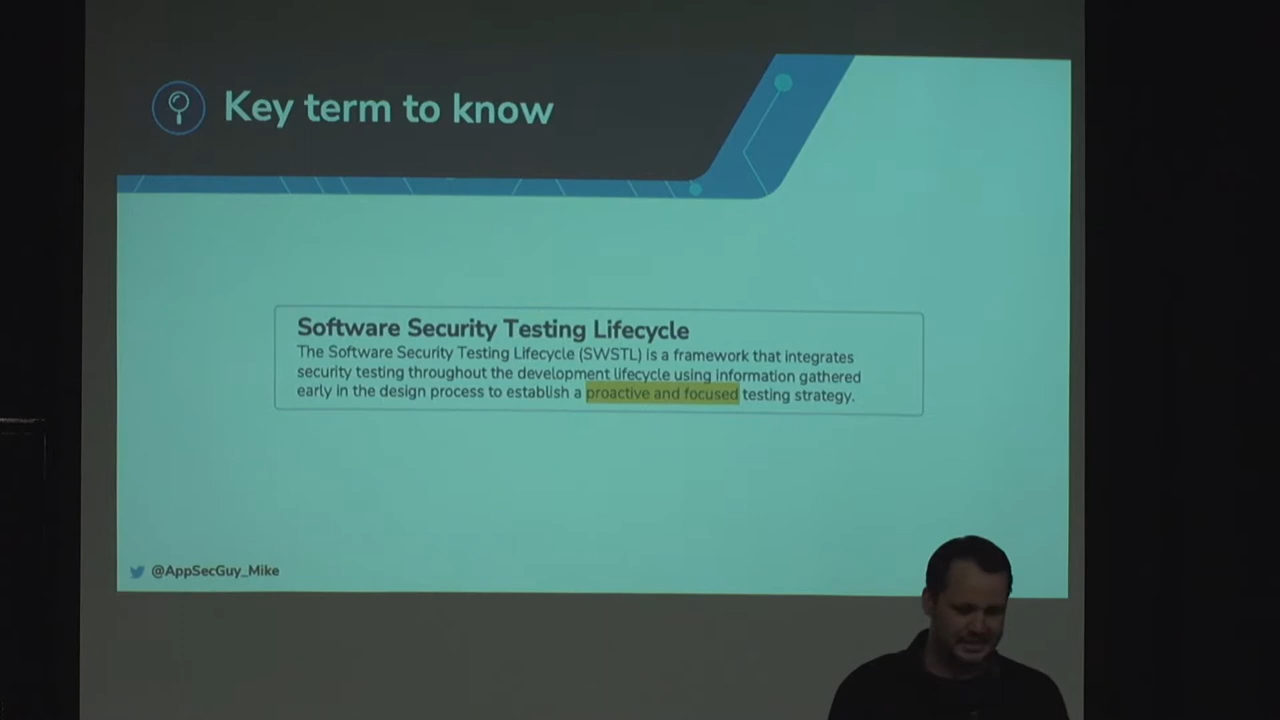 Key term to know
Software Security Testing Lifecycle
The Software Security Testing Lifecycle (SWSTL) is a framework that integrates
security testing throughout the development lifecycle using information gathered
early in the design process to establish a proactive and focused testing strategy.
@AppSecGuy_Mike